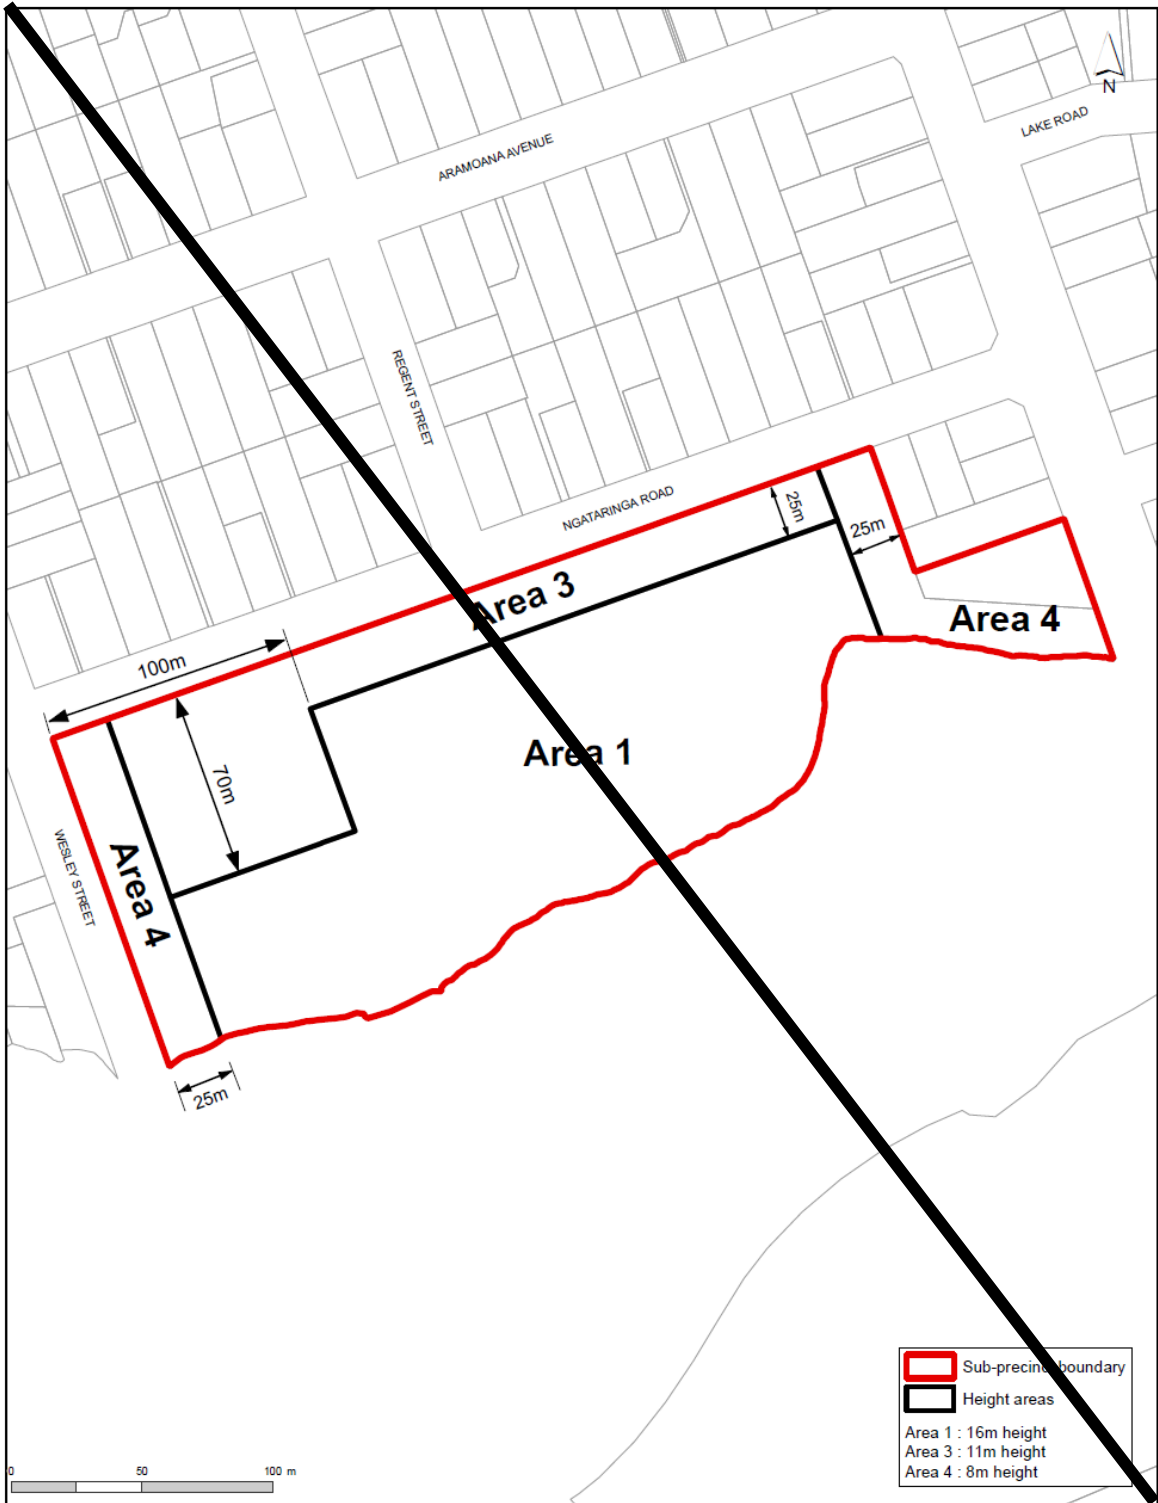 N
LAKE ROAD
ARAMOANA AVENUE
REGENT STREET
NGATARINGA ROAD
25m
25m
Area 3
Area 4
100m
Area 1
70m
WESLEY STREET
Area 4
25m
Sub-precinct boundary
Height areas
Area 1 : 16m height
Area 3 : 11m height
Area 4 : 8m height
0 50 100 m